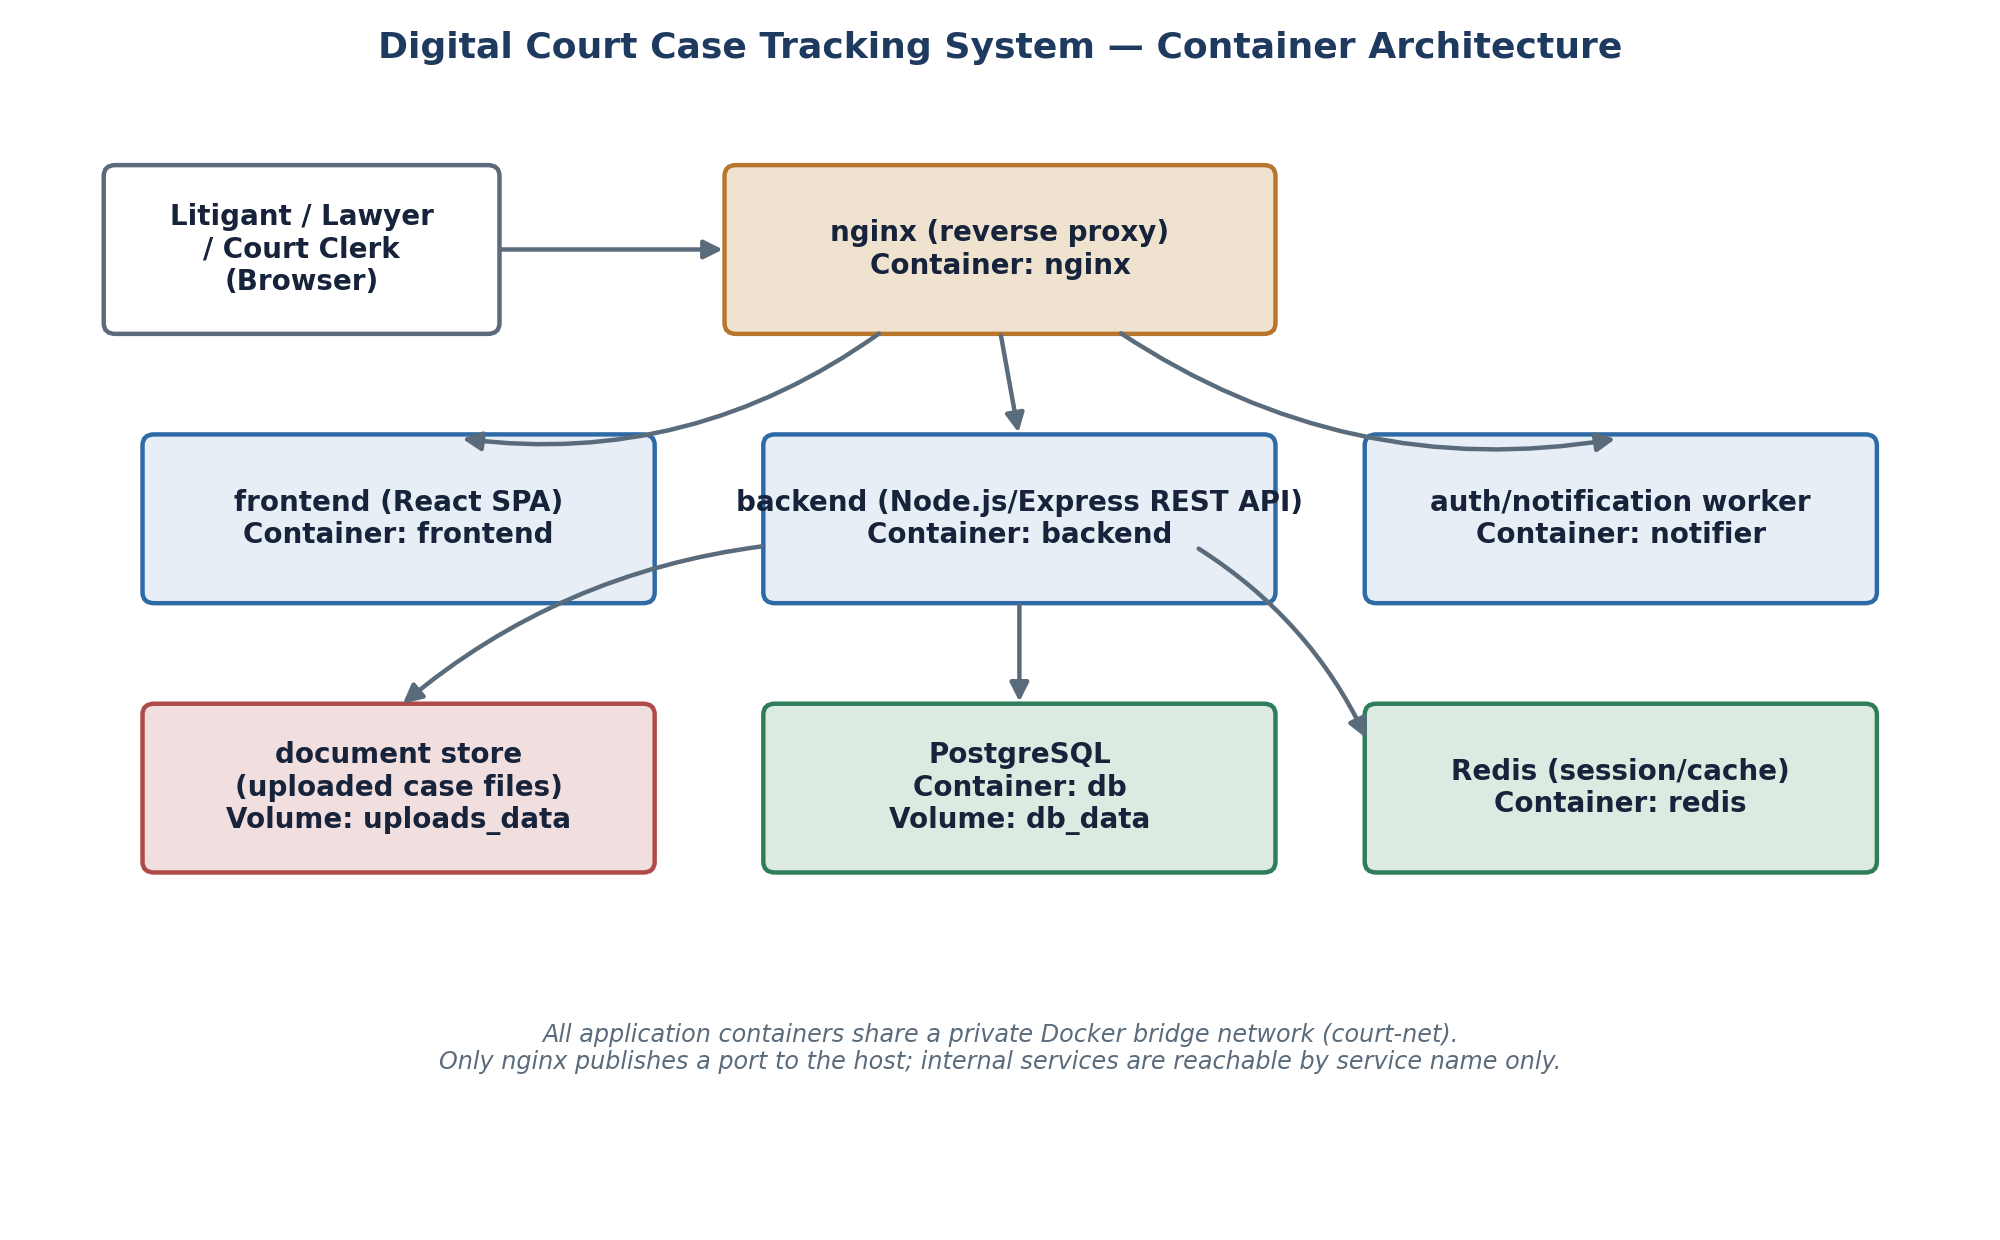 Digital Court Case Tracking System — Container Architecture
Litigant / Lawyer
/ Court Clerk
(Browser)
nginx (reverse proxy)
Container: nginx
frontend (React SPA)
Container: frontend
backend (Node.js/Express REST API)
Container: backend
auth/notification worker
Container: notifier
document store
(uploaded case files)
Volume: uploads_data
PostgreSQL
Container: db
Volume: db_data
Redis (session/cache)
Container: redis
All application containers share a private Docker bridge network (court-net).
Only nginx publishes a port to the host; internal services are reachable by service name only.